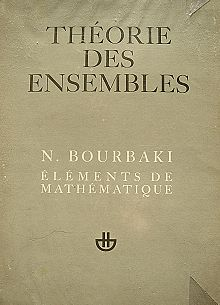 THÉORIE
DES
ENSEMBLES
N. BOURBAKI
ÉLÉMENTS DE
MATHÉMATIQUE